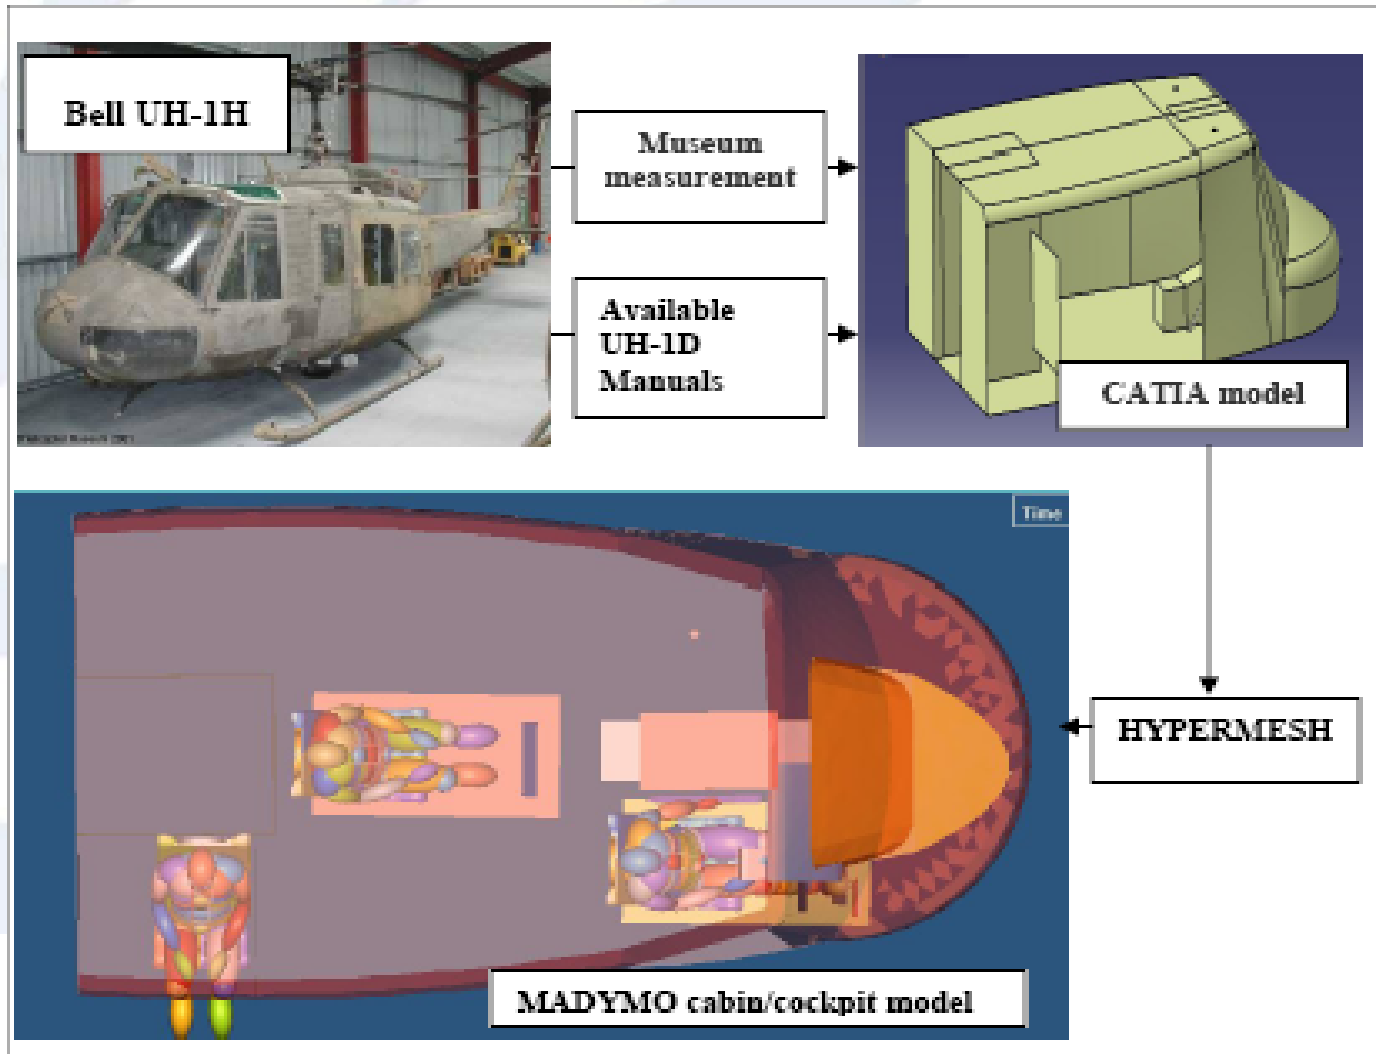 Bell UH-1H
Museum
measurement
Available
UH-1D
Manuals
CATIA model
Time
HYPERMESH
MADYMO cabin/cockpit model